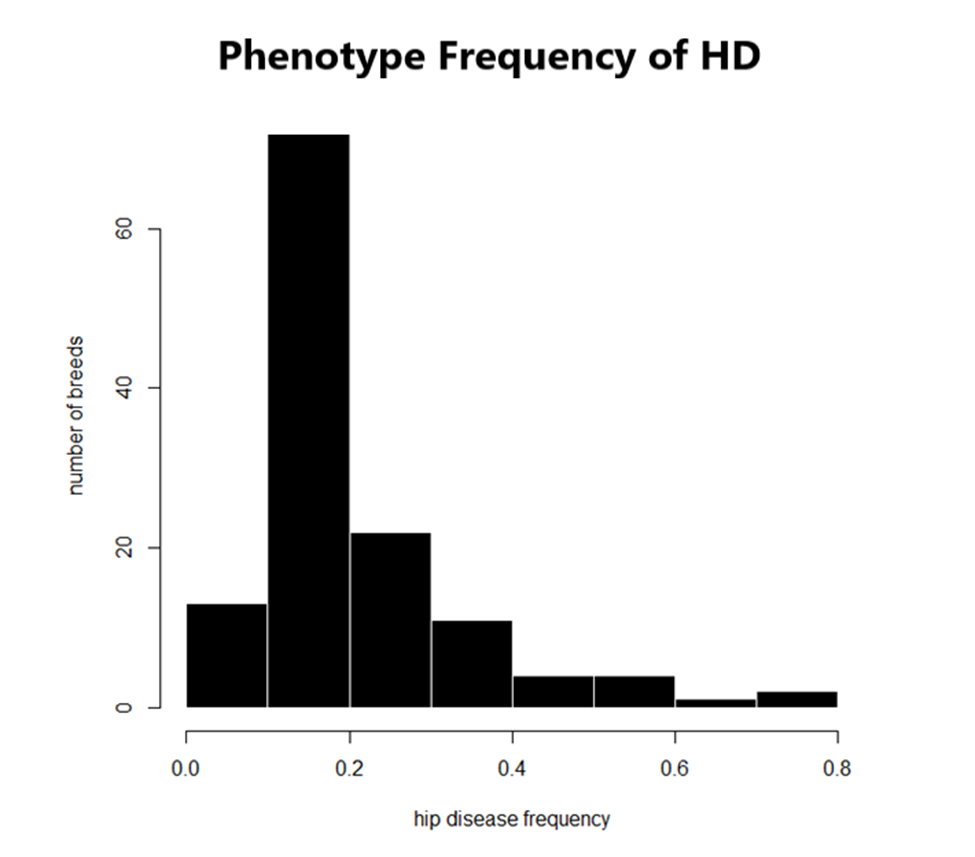 Phenotype Frequency of HD
60
40
20
0
number of breeds
0.0 0.2 0.4 0.6 0.8
hip disease frequency